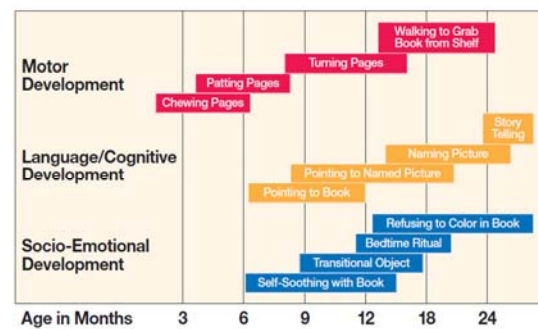 Walking to Grab
Book from Shelf
Motor
Development
Turning Pages
Patting Pages
Chewing Pages
Story
Telling
Language/Cognitive
Development
Naming Picture
Pointing to Named Picture
Pointing to Book
Refusing to Color in Book
Socio-Emotional
Development
Bedtime Ritual
Transitional Object
Self-Soothing with Book
Age in Months 3 6 9 12 18 24